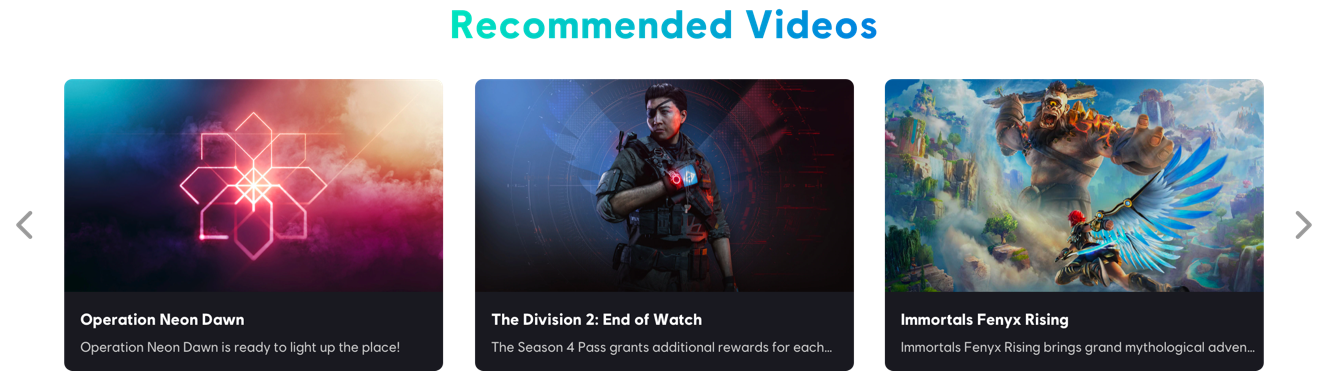 Recommended Videos
Operation Neon Dawn
Operation Neon Dawn is ready to light up the place!
The Division 2: End of Watch
The Season 4 Pass grants additional rewards for each...
Immortals Fenyx Rising
Immortals Fenyx Rising brings grand mythological adven...